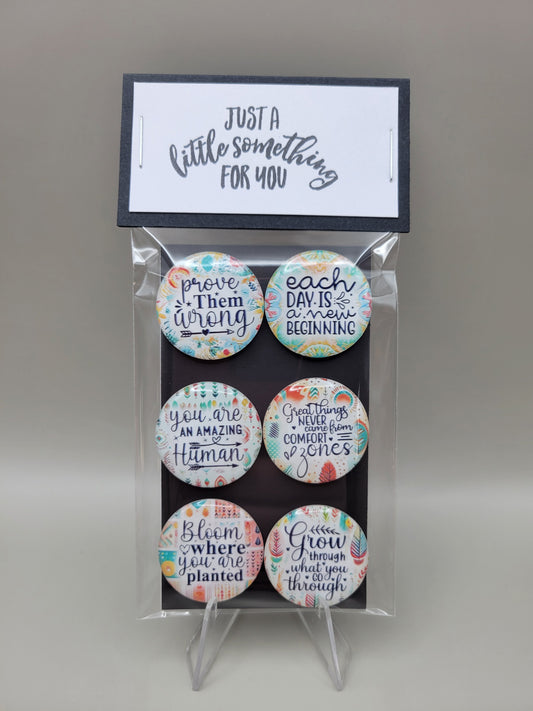 JUST A
little something
FOR YOU
prove
Them
wrong
each
DAY IS
a new
BEGINNING
you are
AN AMAZING
Human
Great things
NEVER
came from
COMFORT
zones
Bloom
where
you are
planted
Grow
through
what you
GO
through